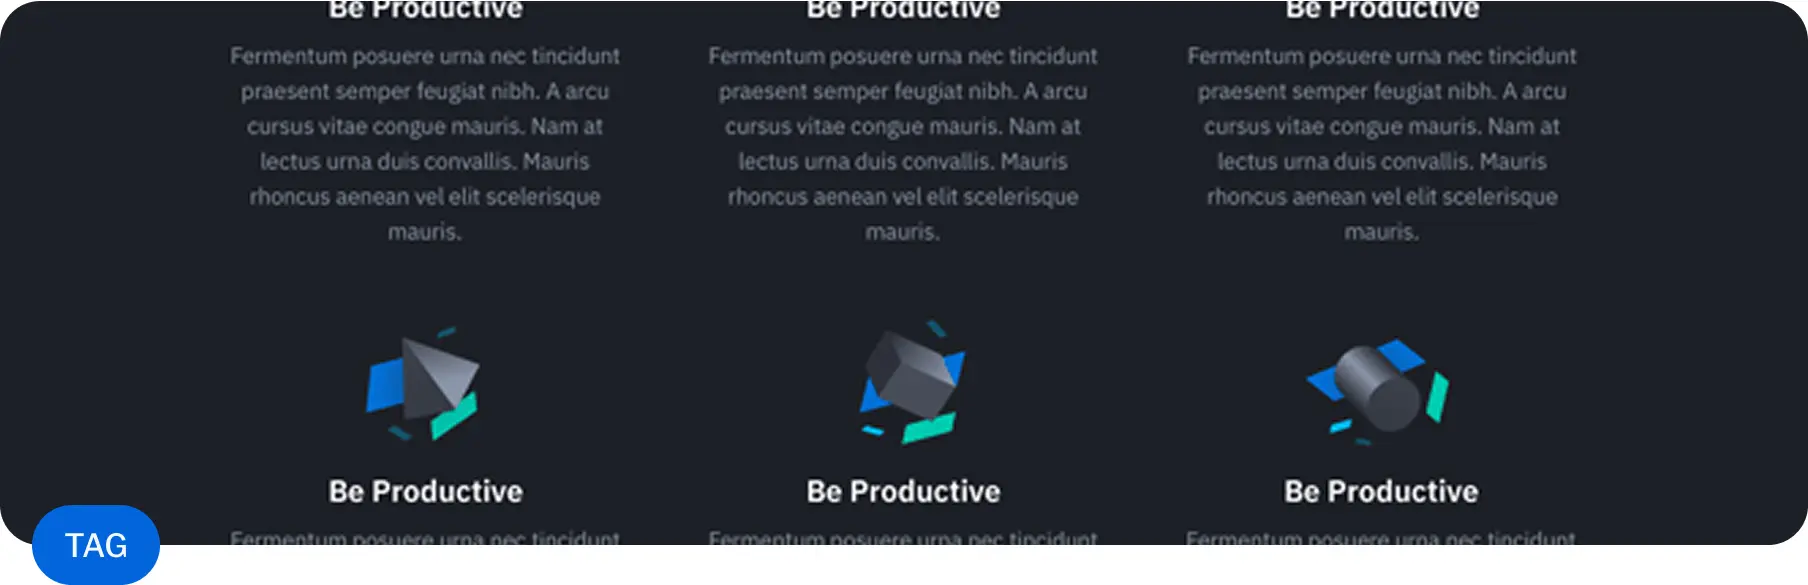 Be Productive
Be Productive
Be Productive
Fermentum posuere urna nec tincidunt
praesent semper feugiat nibh. A arcu
cursus vitae congue mauris. Nam at
lectus urna duis convallis. Mauris
rhoncus aenean vel elit scelerisque
mauris.
Fermentum posuere urna nec tincidunt
praesent semper feugiat nibh. A arcu
cursus vitae congue mauris. Nam at
lectus urna duis convallis. Mauris
rhoncus aenean vel elit scelerisque
mauris.
Fermentum posuere urna nec tincidunt
praesent semper feugiat nibh. A arcu
cursus vitae congue mauris. Nam at
lectus urna duis convallis. Mauris
rhoncus aenean vel elit scelerisque
mauris.
Be Productive
Be Productive
Be Productive
Fermentum posuere urna nec tincidunt
Fermentum posuere urna nec tincidunt
Fermentum posuere urna nec tincidunt
TAG